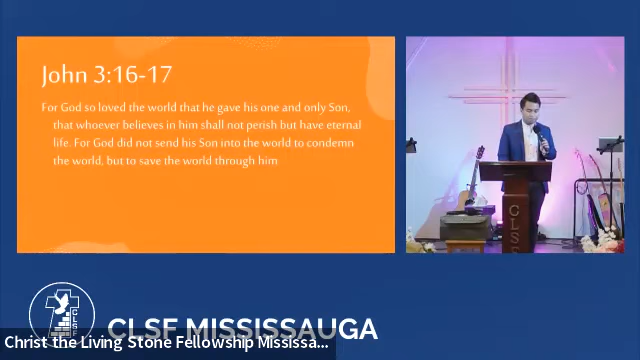 John 3:16-17
For God so loved the world that he gave his one and only Son,
that whoever believes in him shall not perish but have eternal
life. For God did not send his Son into the world to condemn
the world, but to save the world through him
CLSF
CLSF
CLSF MISSISSAUGA
Christ the Living Stone Fellowship Mississa...